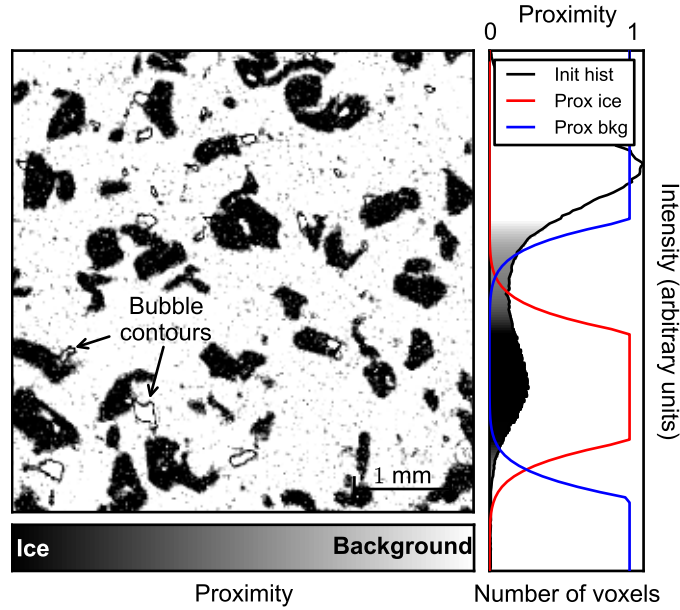 Proximity
0 1
Init hist
Prox ice
Prox bkg
Bubble
contours
1 mm
Intensity (arbitrary units)
Ice Background
Proximity
Number of voxels